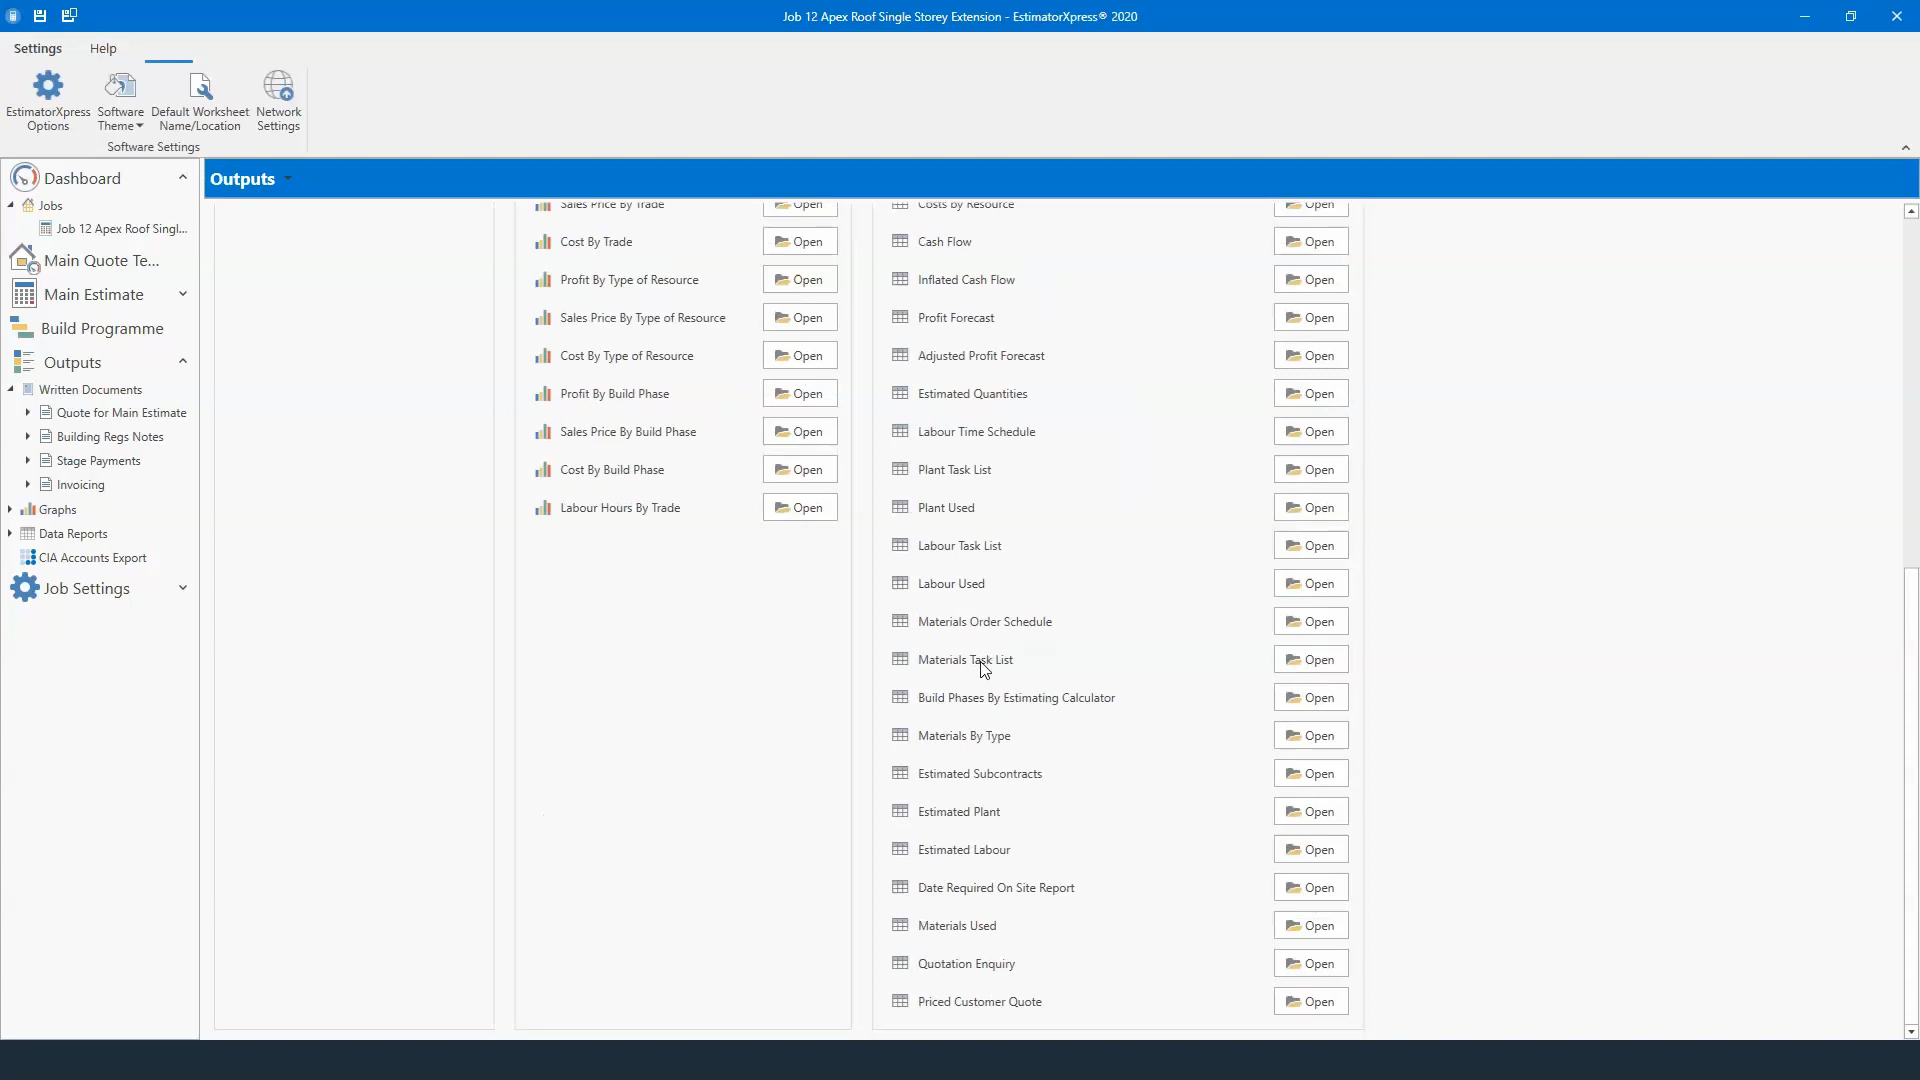 Job 12 Apex Roof Single Storey Extension - EstimatorXpress® 2020
Settings
Help
EstimatorXpress
Options
Software
Theme
Default Worksheet
Name/Location
Network
Settings
Software Settings
Dashboard
Jobs
Job 12 Apex Roof Singl...
Main Quote Te...
Main Estimate
Build Programme
Outputs
Written Documents
Quote for Main Estimate
Building Regs Notes
Stage Payments
Invoicing
Graphs
Data Reports
CIA Accounts Export
Job Settings
Outputs
Sales Price By Trade Open
Cost By Trade Open
Profit By Type of Resource Open
Sales Price By Type of Resource Open
Cost By Type of Resource Open
Profit By Build Phase Open
Sales Price By Build Phase Open
Cost By Build Phase Open
Labour Hours By Trade Open
Costs by Resource Open
Cash Flow Open
Inflated Cash Flow Open
Profit Forecast Open
Adjusted Profit Forecast Open
Estimated Quantities Open
Labour Time Schedule Open
Plant Task List Open
Plant Used Open
Labour Task List Open
Labour Used Open
Materials Order Schedule Open
Materials Task List Open
Build Phases By Estimating Calculator Open
Materials By Type Open
Estimated Subcontracts Open
Estimated Plant Open
Estimated Labour Open
Date Required On Site Report Open
Materials Used Open
Quotation Enquiry Open
Priced Customer Quote Open